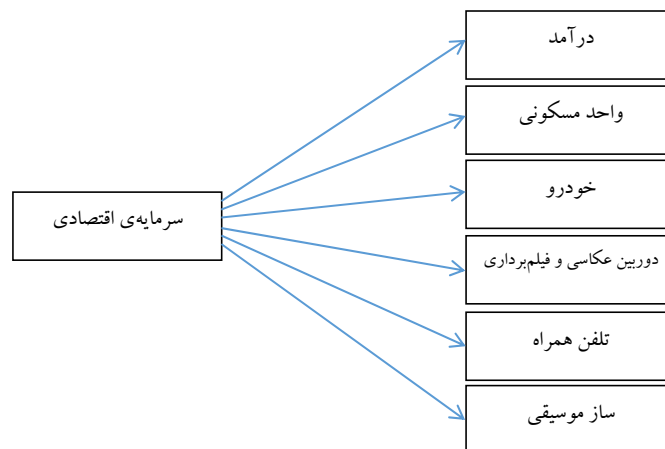 درآمد
واحد مسکونی
خودرو
سرمایه‌ی اقتصادی
دوربین عکاسی و فیلم‌برداری
تلفن همراه
ساز موسیقی